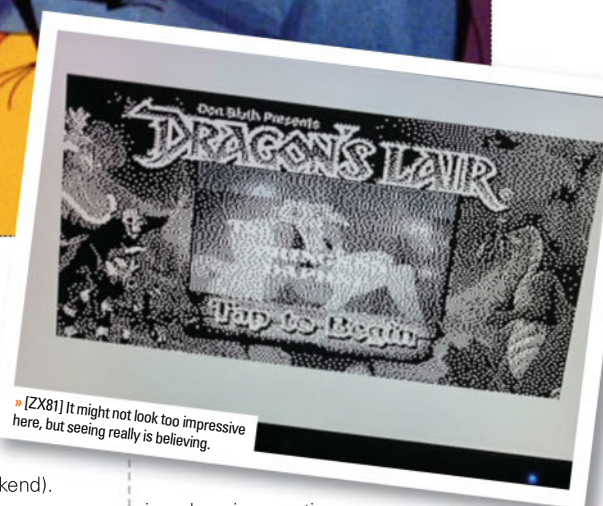 Don Bluth Presents
DRAGON'S LAIR
Tap to Begin
» [ZX81] It might not look too impressive
here, but seeing really is believing.
kend).